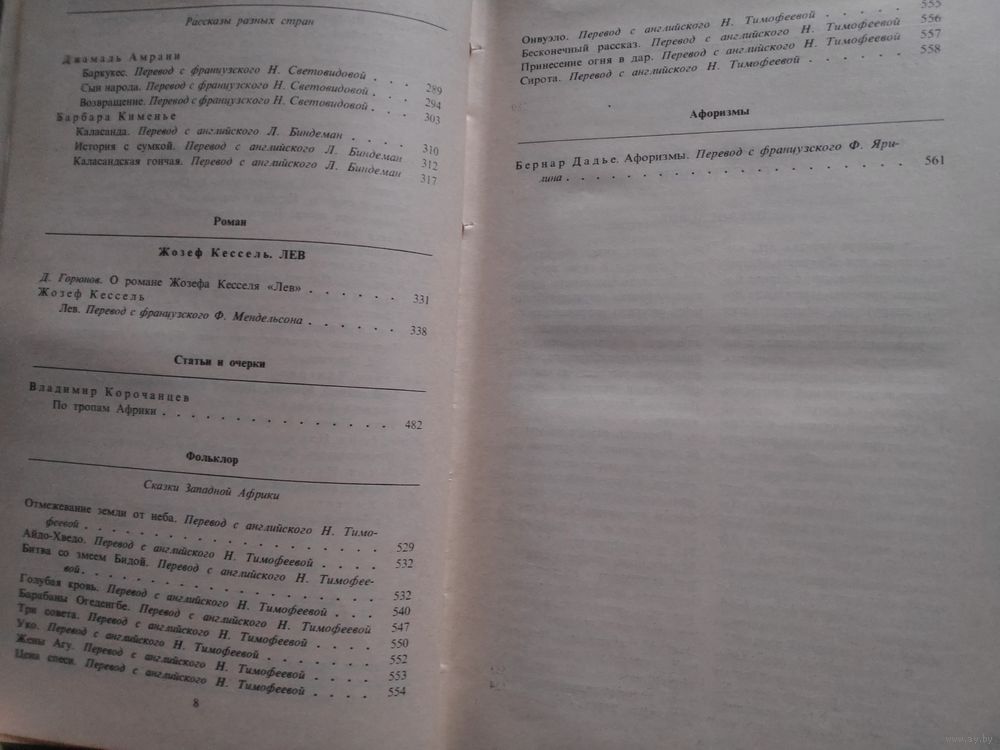 Рассказы разных стран
Джамаль Амрани
Баркукес. Перевод с французского Н. Световидовой . . . 289
Сын народа. Перевод с французского Н. Световидовой . . . 294
Возвращение. Перевод с французского Н. Световидовой . . . 303
Барбара Кименье
Каласанда. Перевод с английского Л. Биндеман . . . . . 310
История с сумкой. Перевод с английского Л. Биндеман 312
Каласандская гончая. Перевод с английского Л. Биндеман 317
Роман
Жозеф Кессель. ЛЕВ
Д. Горюнов. О романе Жозефа Кесселя «Лев» . . . . . . 331
Жозеф Кессель
Лев. Перевод с французского Ф. Мендельсона . . . . . . 338
Статьи и очерки
Владимир Корочанцев
По тропам Африки . . . . . . . . . . . . . . . 482
Фольклор
Сказки Западной Африки
Отмежевание земли от неба. Перевод с английского Н. Тимо-
феевой . . . . . . . . . . . . . . . . . . . 529
Айдо-Хведо. Перевод с английского Н. Тимофеевой . . . . 532
Битва со змеем Бидой. Перевод с английского Н. Тимофее-
вой . . . . . . . . . . . . . . . . . . . . 532
Голубая кровь. Перевод с английского Н. Тимофеевой . . . 540
Барабаны Огеденгбе. Перевод с английского Н. Тимофеевой 547
Три совета. Перевод с английского Н. Тимофеевой . . . . 550
Уко. Перевод с английского Н. Тимофеевой . . . . . . . 552
Жены Агу. Перевод с английского Н. Тимофеевой . . . . 553
Цена спеси. Перевод с английского Н. Тимофеевой . . . . 554
8
Онвуэло. Перевод с английского Н. Тимофеевой . . . . . 555
Бесконечный рассказ. Перевод с английского Н. Тимофеевой 556
Принесение огня в дар. Перевод с английского Н. Тимофеевой 557
Сирота. Перевод с английского Н. Тимофеевой . . . . . 558
Афоризмы
Бернар Дадье. Афоризмы. Перевод с французского Ф. Яри-
лина . . . . . . . . . . . . . . . . . . . . 561
www.ay.by